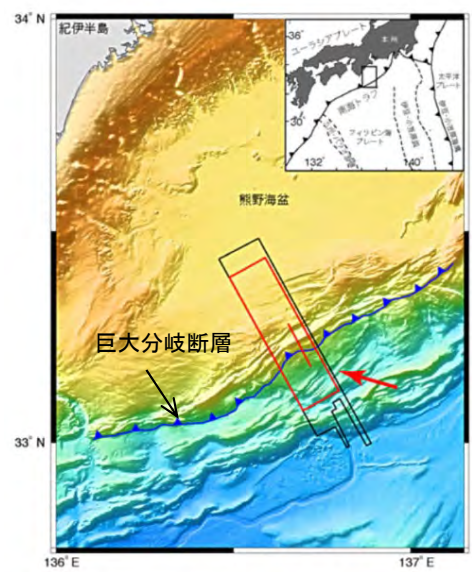 34°N
紀伊半島
ユーラシアプレート
本州
36°
太平洋
プレート
南海トラフ
30°
フィリピン海
プレート
132°
140°
熊野海盆
巨大分岐断層
33°N
136°E
137°E